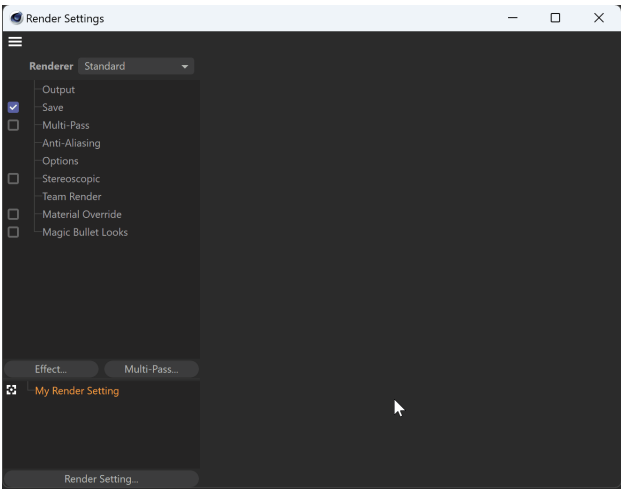 Render Settings
Renderer Standard
Output
Save
Multi-Pass
Anti-Aliasing
Options
Stereoscopic
Team Render
Material Override
Magic Bullet Looks
Effect... Multi-Pass...
My Render Setting
Render Setting...